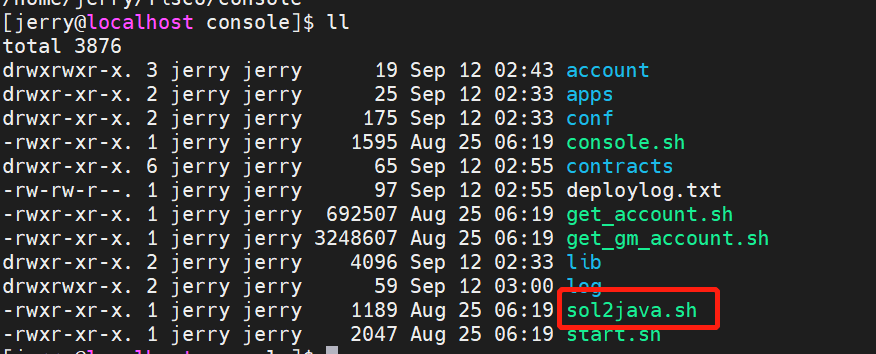 /home/jerry/fisco/console
[jerry@localhost console]$ ll
total 3876
drwxrwxr-x. 3 jerry jerry      19 Sep 12 02:43 account
drwxr-xr-x. 2 jerry jerry      25 Sep 12 02:33 apps
drwxr-xr-x. 2 jerry jerry     175 Sep 12 02:33 conf
-rwxr-xr-x. 1 jerry jerry    1595 Aug 25 06:19 console.sh
drwxr-xr-x. 6 jerry jerry      65 Sep 12 02:55 contracts
-rw-rw-r--. 1 jerry jerry      97 Sep 12 02:55 deploylog.txt
-rwxr-xr-x. 1 jerry jerry  692507 Aug 25 06:19 get_account.sh
-rwxr-xr-x. 1 jerry jerry 3248607 Aug 25 06:19 get_gm_account.sh
drwxr-xr-x. 2 jerry jerry    4096 Sep 12 02:33 lib
drwxrwxr-x. 2 jerry jerry      59 Sep 12 03:00 log
-rwxr-xr-x. 1 jerry jerry    1189 Aug 25 06:19 sol2java.sh
-rwxr-xr-x. 1 jerry jerry    2047 Aug 25 06:19 start.sh
[jerry@localhost console]$